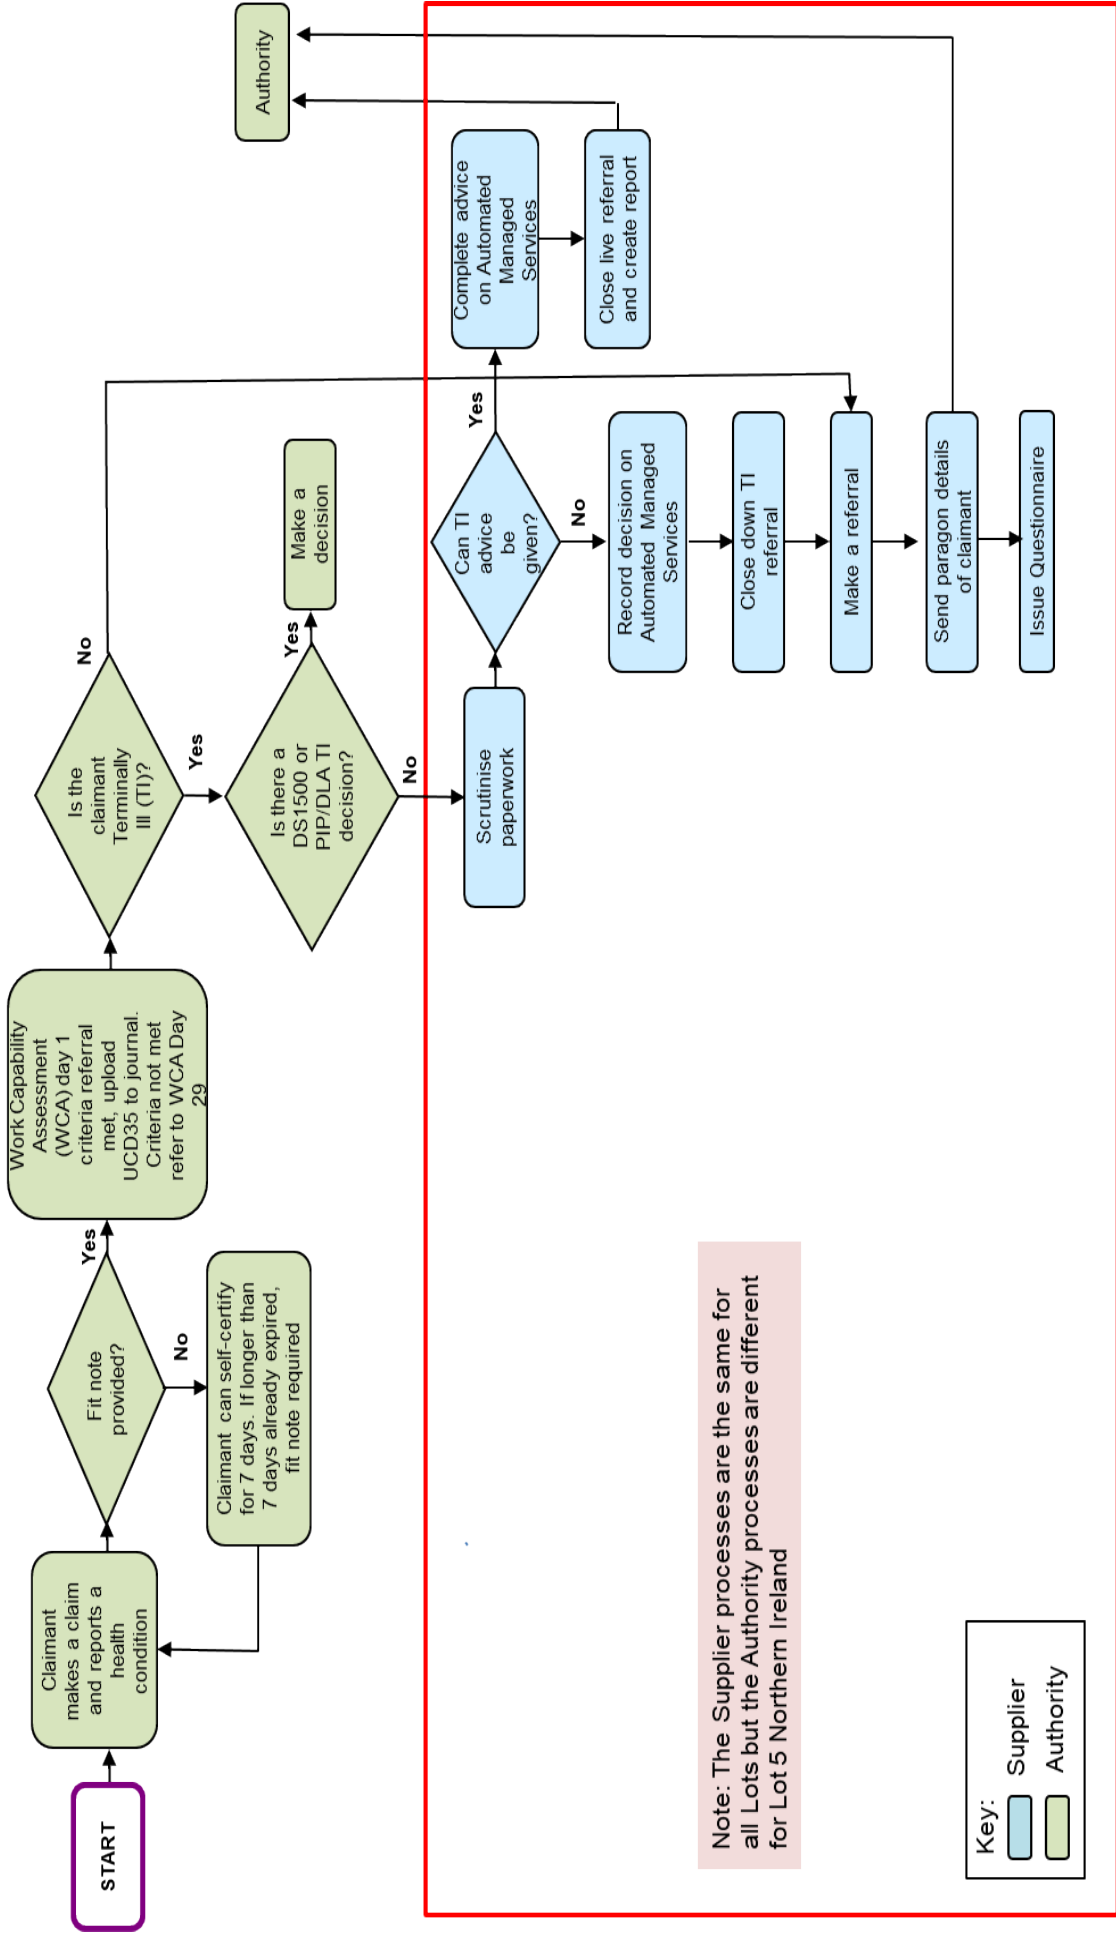 START
Claimant
makes a claim
and reports a
health
condition
Fit note
provided?
Yes
No
Claimant can self-certify
for 7 days. If longer than
7 days already expired,
fit note required
Work Capability
Assessment
(WCA) day 1
criteria referral
met, upload
UCD35 to journal.
Criteria not met
refer to WCA Day
29
Is the
claimant
Terminally
Ill (TI)?
No
Yes
Is there a
DS1500 or
PIP/DLA TI
decision?
Yes
Make a
decision
No
Scrutinise
paperwork
Can TI
advice
be
given?
Yes
Complete advice
on Automated
Managed
Services
Close live referral
and create report
Authority
No
Record decision on
Automated Managed
Services
Close down TI
referral
Make a referral
Send paragon details
of claimant
Issue Questionnaire
Note: The Supplier processes are the same for
all Lots but the Authority processes are different
for Lot 5 Northern Ireland
Key:
Supplier
Authority